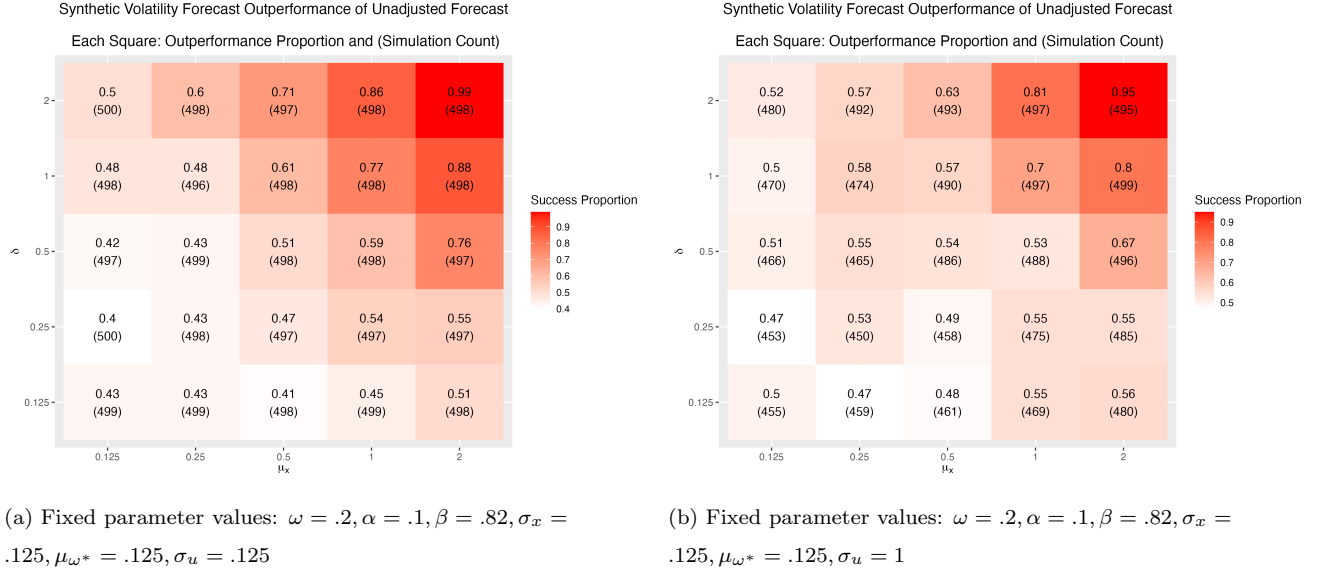 Synthetic Volatility Forecast Outperformance of Unadjusted Forecast
Each Square: Outperformance Proportion and (Simulation Count)
δ
2
1
0.5
0.25
0.125
0.5 0.6 0.71 0.86 0.99
(500) (498) (497) (498) (498)
0.48 0.48 0.61 0.77 0.88
(498) (496) (498) (498) (498)
0.42 0.43 0.51 0.59 0.76
(497) (499) (498) (498) (497)
0.4 0.43 0.47 0.54 0.55
(500) (498) (497) (497) (497)
0.43 0.43 0.41 0.45 0.51
(499) (499) (498) (499) (498)
0.125 0.25 0.5 1 2
μx
Success Proportion
0.9
0.8
0.7
0.6
0.5
0.4
(a) Fixed parameter values: ω = .2, α = .1, β = .82, σx =
.125, μω* = .125, σu = .125
Synthetic Volatility Forecast Outperformance of Unadjusted Forecast
Each Square: Outperformance Proportion and (Simulation Count)
δ
2
1
0.5
0.25
0.125
0.52 0.57 0.63 0.81 0.95
(480) (492) (493) (497) (495)
0.5 0.58 0.57 0.7 0.8
(470) (474) (490) (497) (499)
0.51 0.55 0.54 0.53 0.67
(466) (465) (486) (488) (496)
0.47 0.53 0.49 0.55 0.55
(453) (450) (458) (475) (485)
0.5 0.47 0.48 0.55 0.56
(455) (459) (461) (469) (480)
0.125 0.25 0.5 1 2
μx
Success Proportion
0.9
0.8
0.7
0.6
0.5
(b) Fixed parameter values: ω = .2, α = .1, β = .82, σx =
.125, μω* = .125, σu = 1